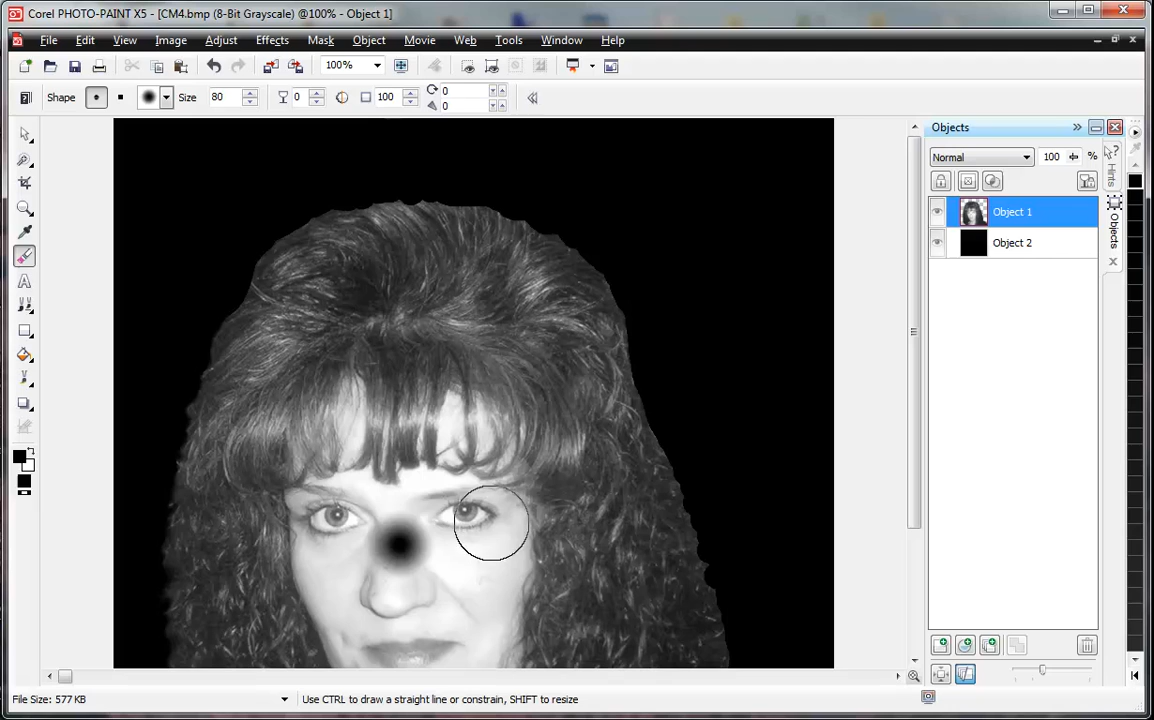 Corel PHOTO-PAINT X5 - [CM4.bmp (8-Bit Grayscale) @100% - Object 1]
File Edit View Image Adjust Effects Mask Object Movie Web Tools Window Help
100%
Shape Size 80 0 100 0
0
Objects
Normal 100 %
Hints
Object 1
Objects
Object 2
File Size: 577 KB Use CTRL to draw a straight line or constrain, SHIFT to resize